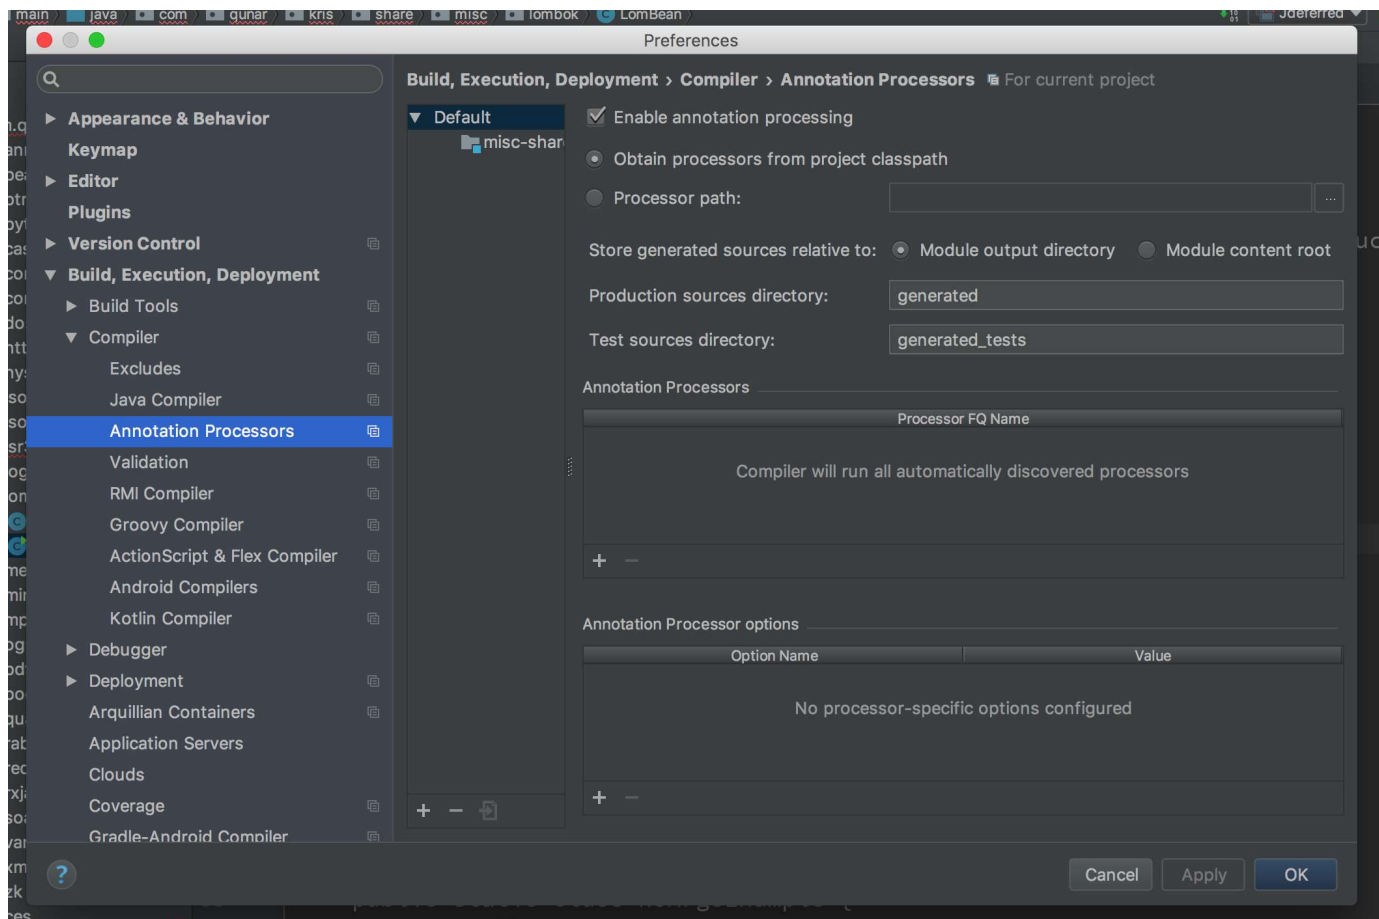 main java com qunar kris share misc lombok LomBean
Jdeferred
Preferences
Build, Execution, Deployment › Compiler › Annotation Processors For current project
Appearance & Behavior
Keymap
Editor
Plugins
Version Control
Build, Execution, Deployment
Build Tools
Compiler
Excludes
Java Compiler
Annotation Processors
Validation
RMI Compiler
Groovy Compiler
ActionScript & Flex Compiler
Android Compilers
Kotlin Compiler
Debugger
Deployment
Arquillian Containers
Application Servers
Clouds
Coverage
Gradle-Android Compiler
Default
misc-shar
Enable annotation processing
Obtain processors from project classpath
Processor path:
...
Store generated sources relative to: Module output directory Module content root
Production sources directory: generated
Test sources directory: generated_tests
Annotation Processors
Processor FQ Name
Compiler will run all automatically discovered processors
Annotation Processor options
Option Name Value
No processor-specific options configured
? Cancel Apply OK